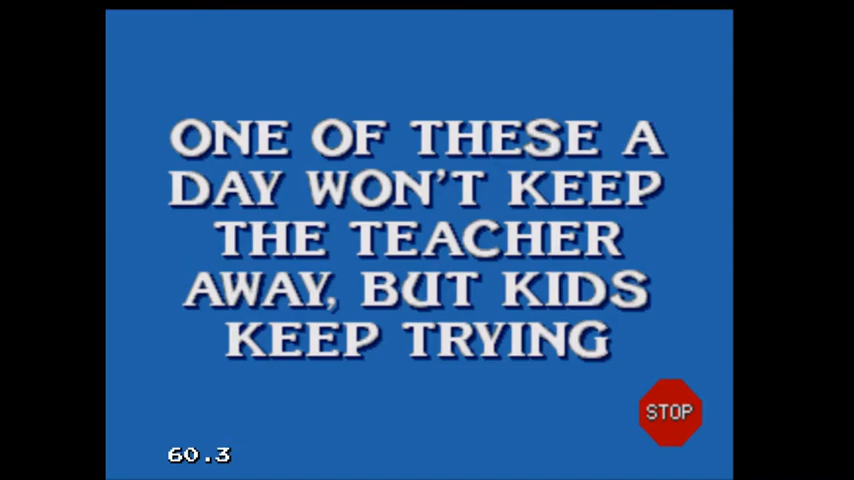 ONE OF THESE A
DAY WON'T KEEP
THE TEACHER
AWAY, BUT KIDS
KEEP TRYING
STOP
60.3